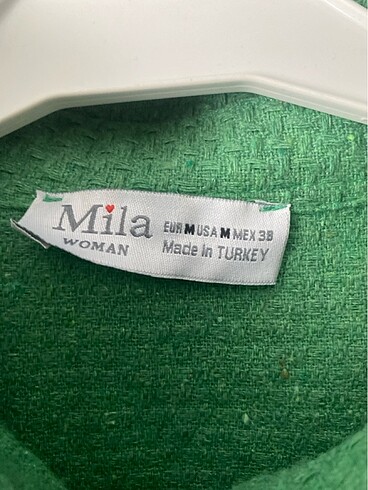 Mila
WOMAN
EUR M USA M MEX 38
Made in TURKEY